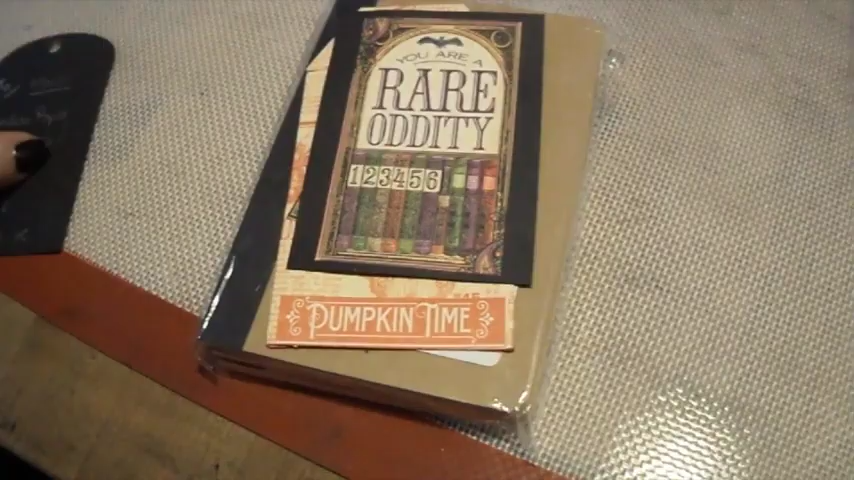 YOU ARE A
RARE
ODDITY
123456
PUMPKIN TIME